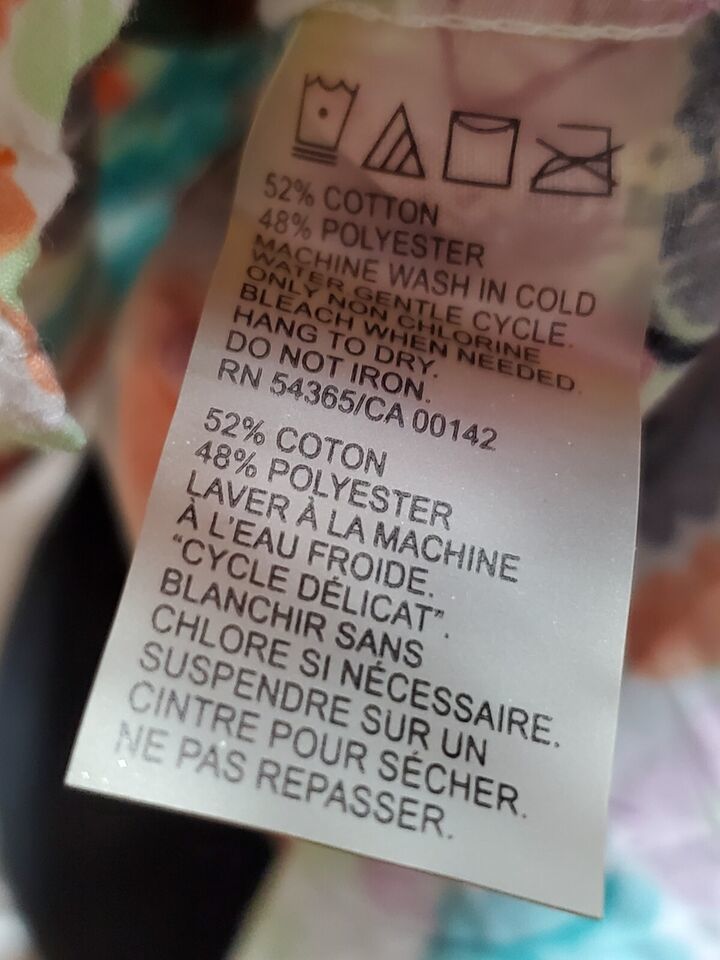 52% COTTON
48% POLYESTER
MACHINE WASH IN COLD
WATER GENTLE CYCLE.
ONLY NON CHLORINE
BLEACH WHEN NEEDED.
HANG TO DRY.
DO NOT IRON.
RN 54365/CA 00142
52% COTON
48% POLYESTER
LAVER À LA MACHINE
À L'EAU FROIDE.
“CYCLE DÉLICAT”.
BLANCHIR SANS
CHLORE SI NÉCESSAIRE.
SUSPENDRE SUR UN
CINTRE POUR SÉCHER.
NE PAS REPASSER.